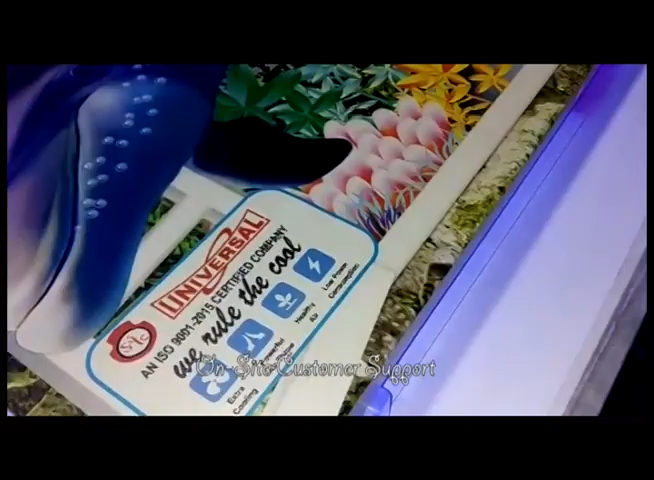 UNIVERSAL
AN ISO 9001-2015 CERTIFIED COMPANY
we rule the cool
Extra
Cooling
Powerful
Healthy
Air
Low Power
Consumption
On-Site Customer Support